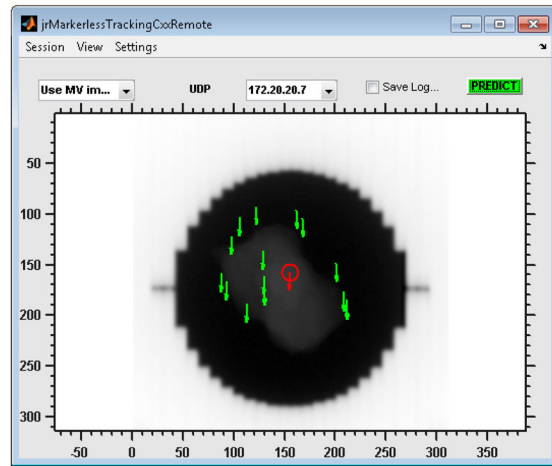 jrMarkerlessTrackingCxxRemote
Session View Settings
Use MV im... UDP 172.20.20.7 Save Log... PREDICT
50
100
150
200
250
300
-50 0 50 100 150 200 250 300 350